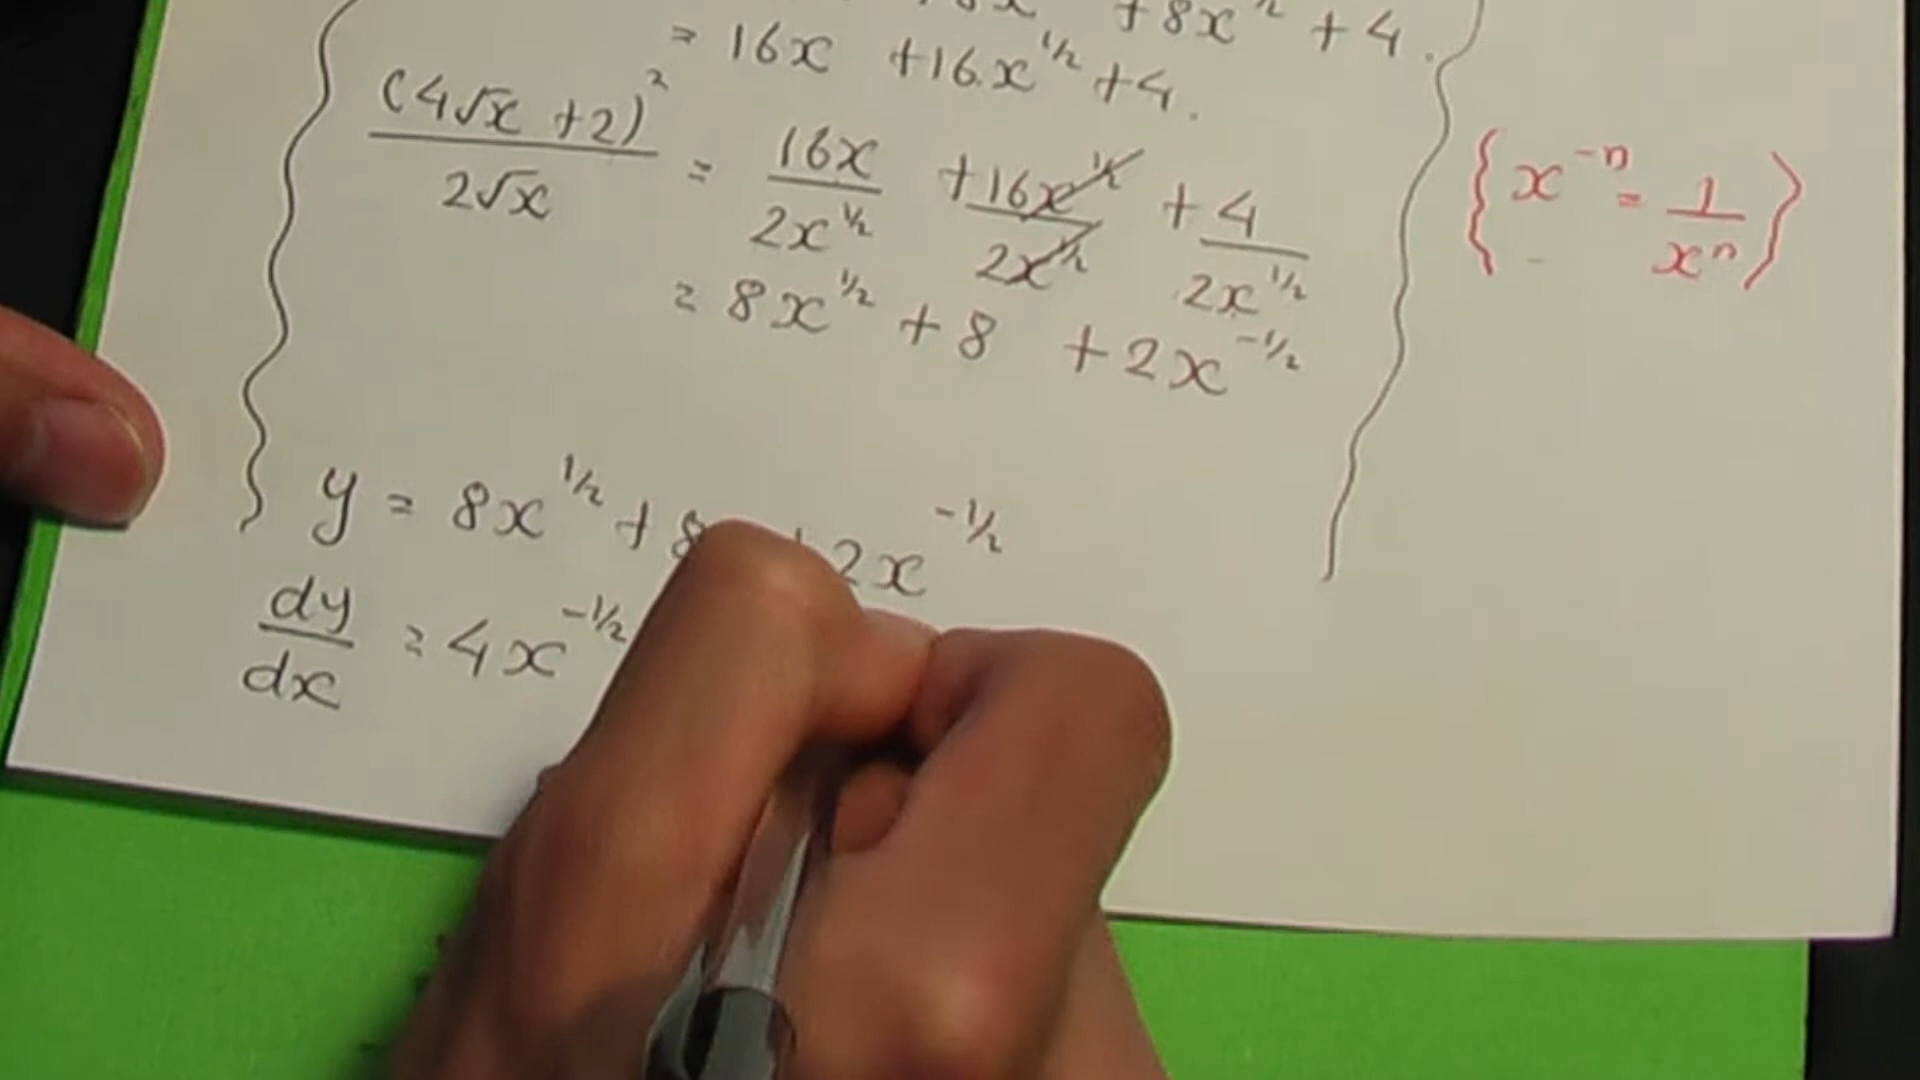 +8x^½ + 4.
= 16x + 16x^½ + 4.
(4√x + 2)² / 2√x = 16x / 2x^½ + 16x^½ / 2x^½ + 4 / 2x^½
{x^-n = 1 / x^n}
= 8x^½ + 8 + 2x^-½
y = 8x^½ + 8 + 2x^-½
dy/dx = 4x^-½